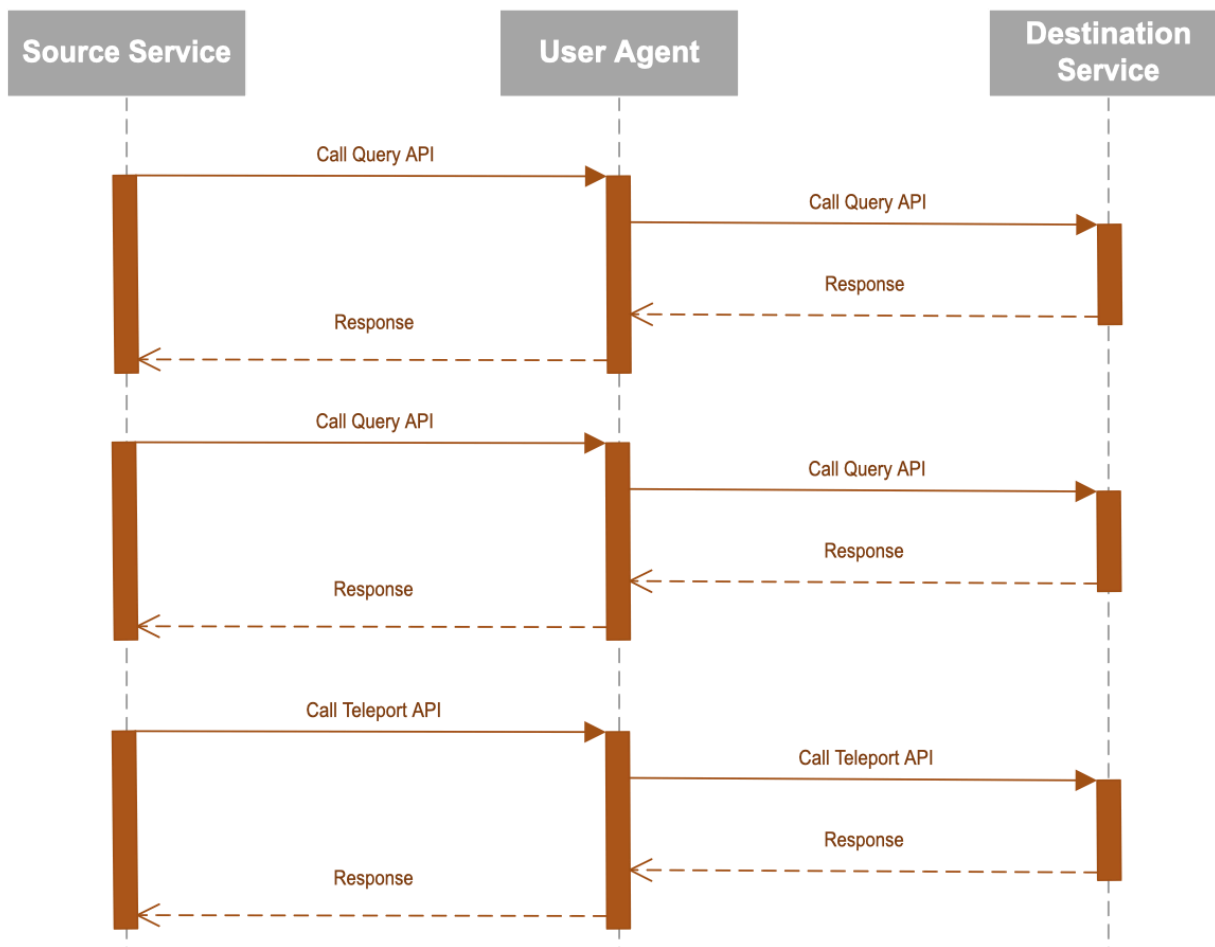 Source Service
User Agent
Destination
Service
Call Query API
Call Query API
Response
Response
Call Query API
Call Query API
Response
Response
Call Teleport API
Call Teleport API
Response
Response